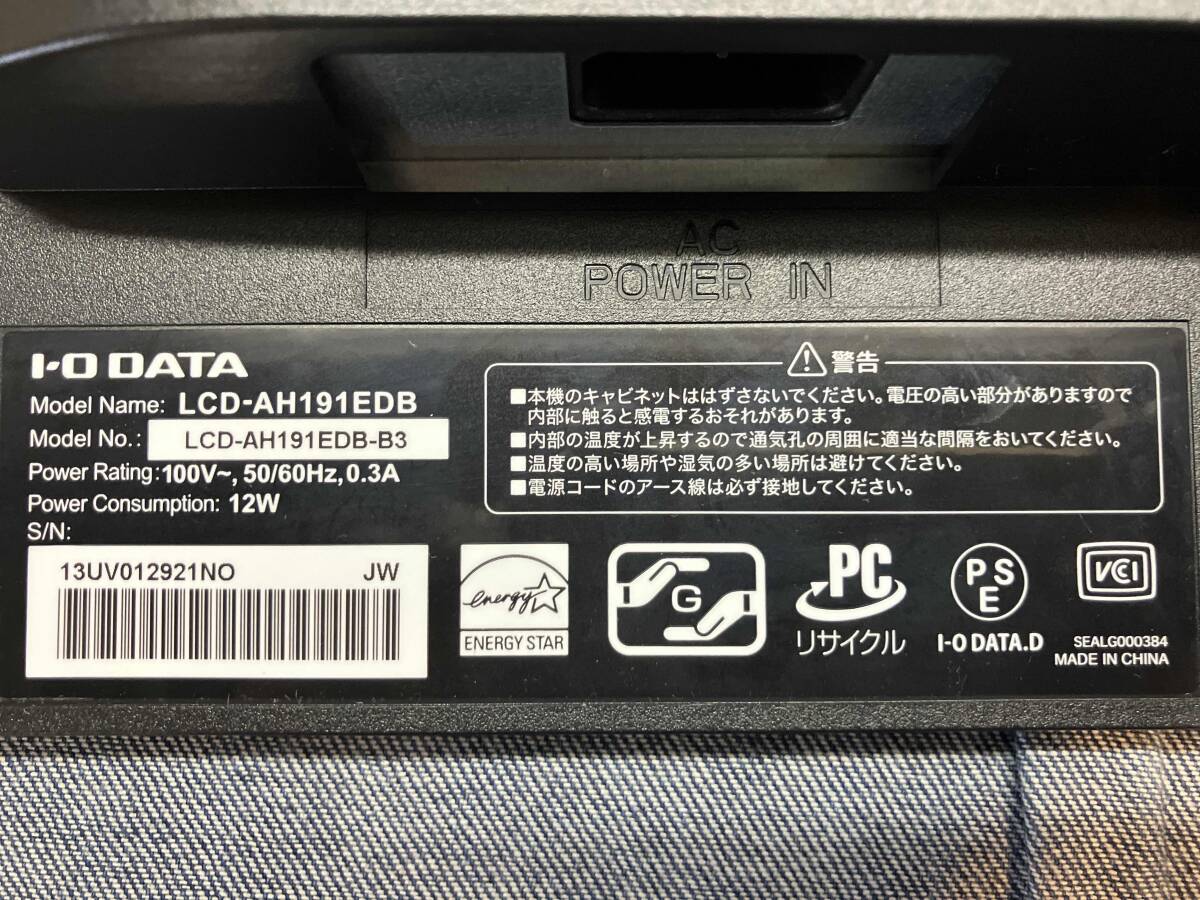 AC
POWER IN
I-O DATA
Model Name: LCD-AH191EDB
Model No.: LCD-AH191EDB-B3
Power Rating: 100V~, 50/60Hz, 0.3A
Power Consumption: 12W
S/N:
13UV012921NO JW
警告
■本機のキャビネットははずさないでください。電圧の高い部分がありますので
内部に触ると感電するおそれがあります。
■内部の温度が上昇するので通気孔の周囲に適当な間隔をおいてください。
■温度の高い場所や湿気の多い場所は避けてください。
■電源コードのアース線は必ず接地してください。
energy
ENERGY STAR
G
PC
リサイクル
PS
E
I-O DATA.D
VCI
SEALG000384
MADE IN CHINA